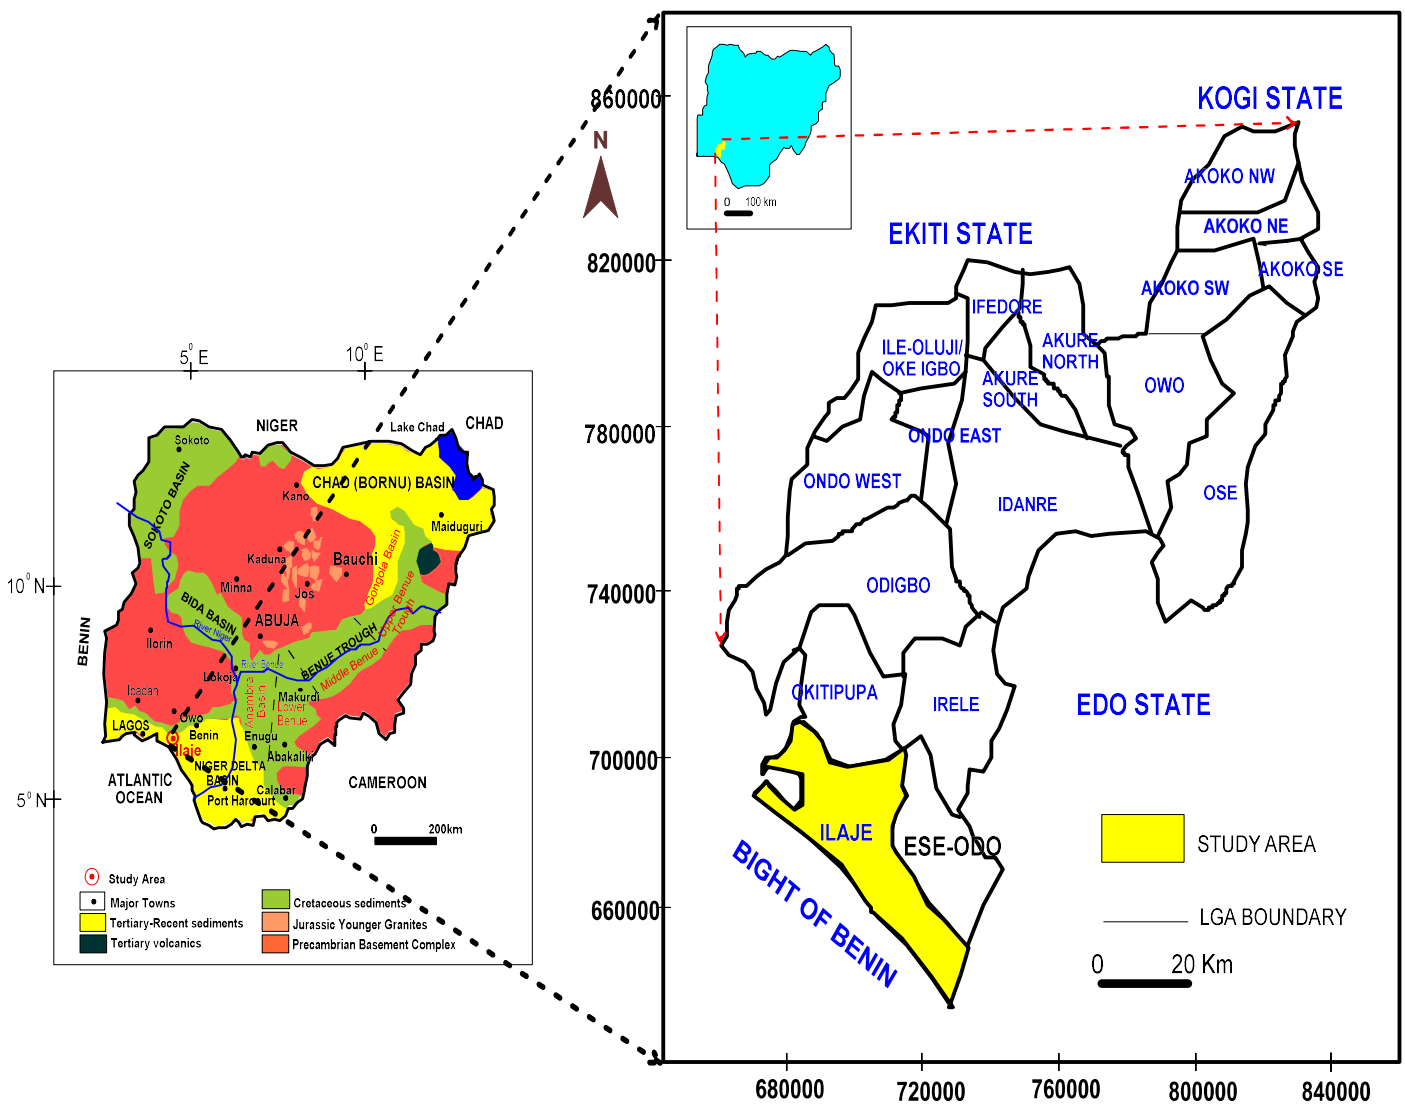 5⁰ E
10⁰ E
10⁰ N
5⁰ N
NIGER
Lake Chad
CHAD
Sokoto
SOKOTO BASIN
Kano
CHAD (BORNU) BASIN
Maiduguri
Kaduna
Bauchi
Gongola Basin
Minna
Jos
Upper Benue
Trough
BIDA BASIN
River Niger
ABUJA
BENIN
Ilorin
BENUE TROUGH
River Benue
Lokoja
Middle Benue
Ibadan
Anambra
Basin
Makurdi
Lower
Benue
LAGOS
Owo
Benin
Enugu
Ilaje
Abakaliki
NIGER DELTA
BASIN
Calabar
Port Harcourt
ATLANTIC
OCEAN
CAMEROON
0 200km
Study Area
Major Towns
Tertiary-Recent sediments
Tertiary volcanics
Cretaceous sediments
Jurassic Younger Granites
Precambrian Basement Complex
N
0 100 km
860000
820000
780000
740000
700000
660000
680000
720000
760000
800000
840000
KOGI STATE
EKITI STATE
EDO STATE
AKOKO NW
AKOKO NE
AKOKO SE
AKOKO SW
IFEDORE
ILE-OLUJI/
OKE IGBO
AKURE
NORTH
AKURE
SOUTH
OWO
ONDO EAST
ONDO WEST
IDANRE
OSE
ODIGBO
OKITIPUPA
IRELE
ILAJE
ESE-ODO
BIGHT OF BENIN
STUDY AREA
LGA BOUNDARY
0 20 Km